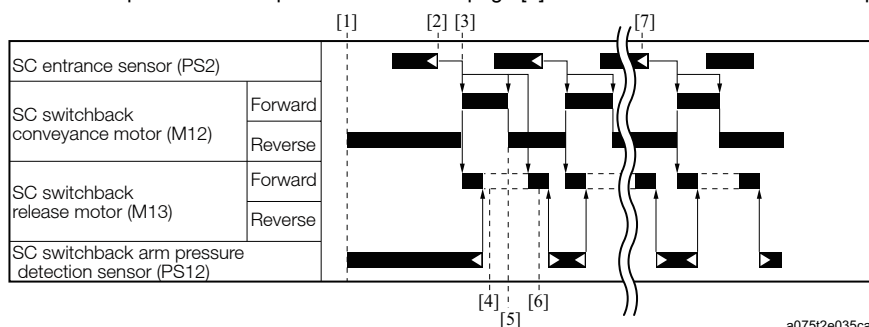 [1] [2] [3] [7]
SC entrance sensor (PS2)
SC switchback
conveyance motor (M12)
Forward
Reverse
SC switchback
release motor (M13)
Forward
Reverse
SC switchback arm pressure
detection sensor (PS12)
[4] [6]
[5]
a075t2e035ca